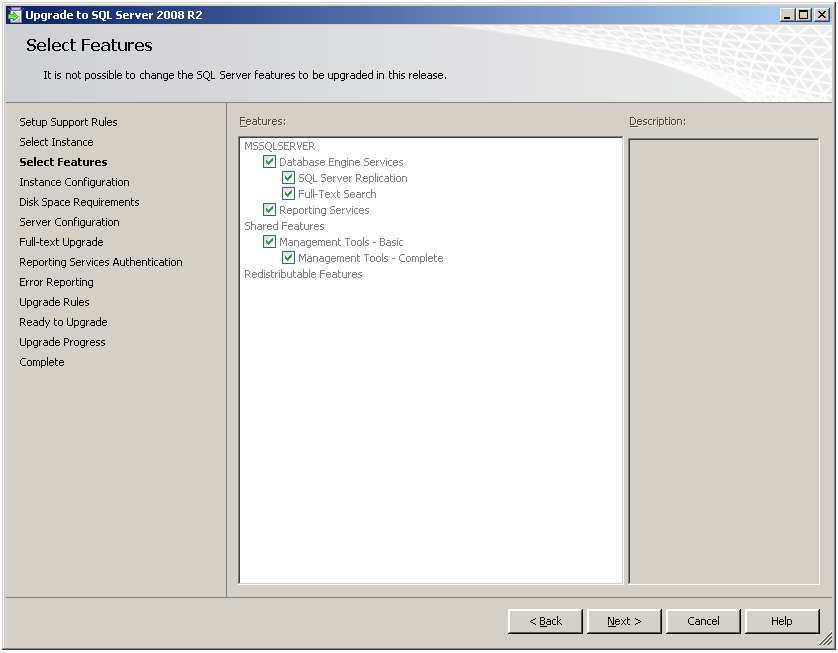 Upgrade to SQL Server 2008 R2
Select Features
It is not possible to change the SQL Server features to be upgraded in this release.
Setup Support Rules
Select Instance
Select Features
Instance Configuration
Disk Space Requirements
Server Configuration
Full-text Upgrade
Reporting Services Authentication
Error Reporting
Upgrade Rules
Ready to Upgrade
Upgrade Progress
Complete
Features:
MSSQLSERVER
Database Engine Services
SQL Server Replication
Full-Text Search
Reporting Services
Shared Features
Management Tools - Basic
Management Tools - Complete
Redistributable Features
Description:
< Back
Next >
Cancel
Help